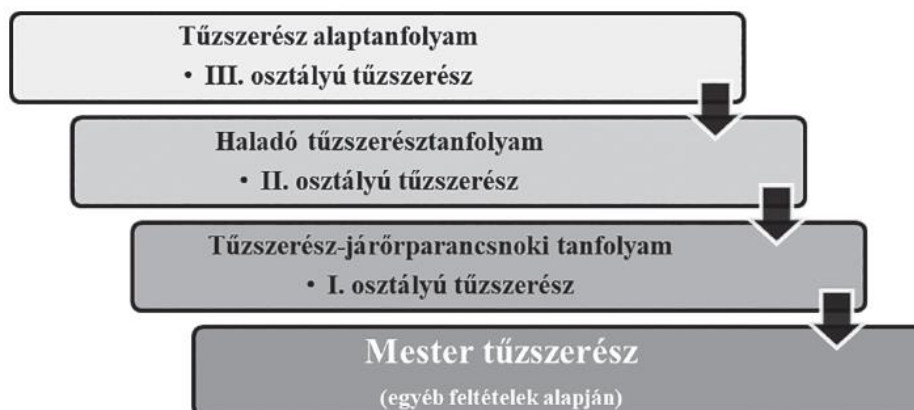 Tűzszerész alaptanfolyam
• III. osztályú tűzszerész
Haladó tűzszerésztanfolyam
• II. osztályú tűzszerész
Tűzszerész-járőrparancsnoki tanfolyam
• I. osztályú tűzszerész
Mester tűzszerész
(egyéb feltételek alapján)